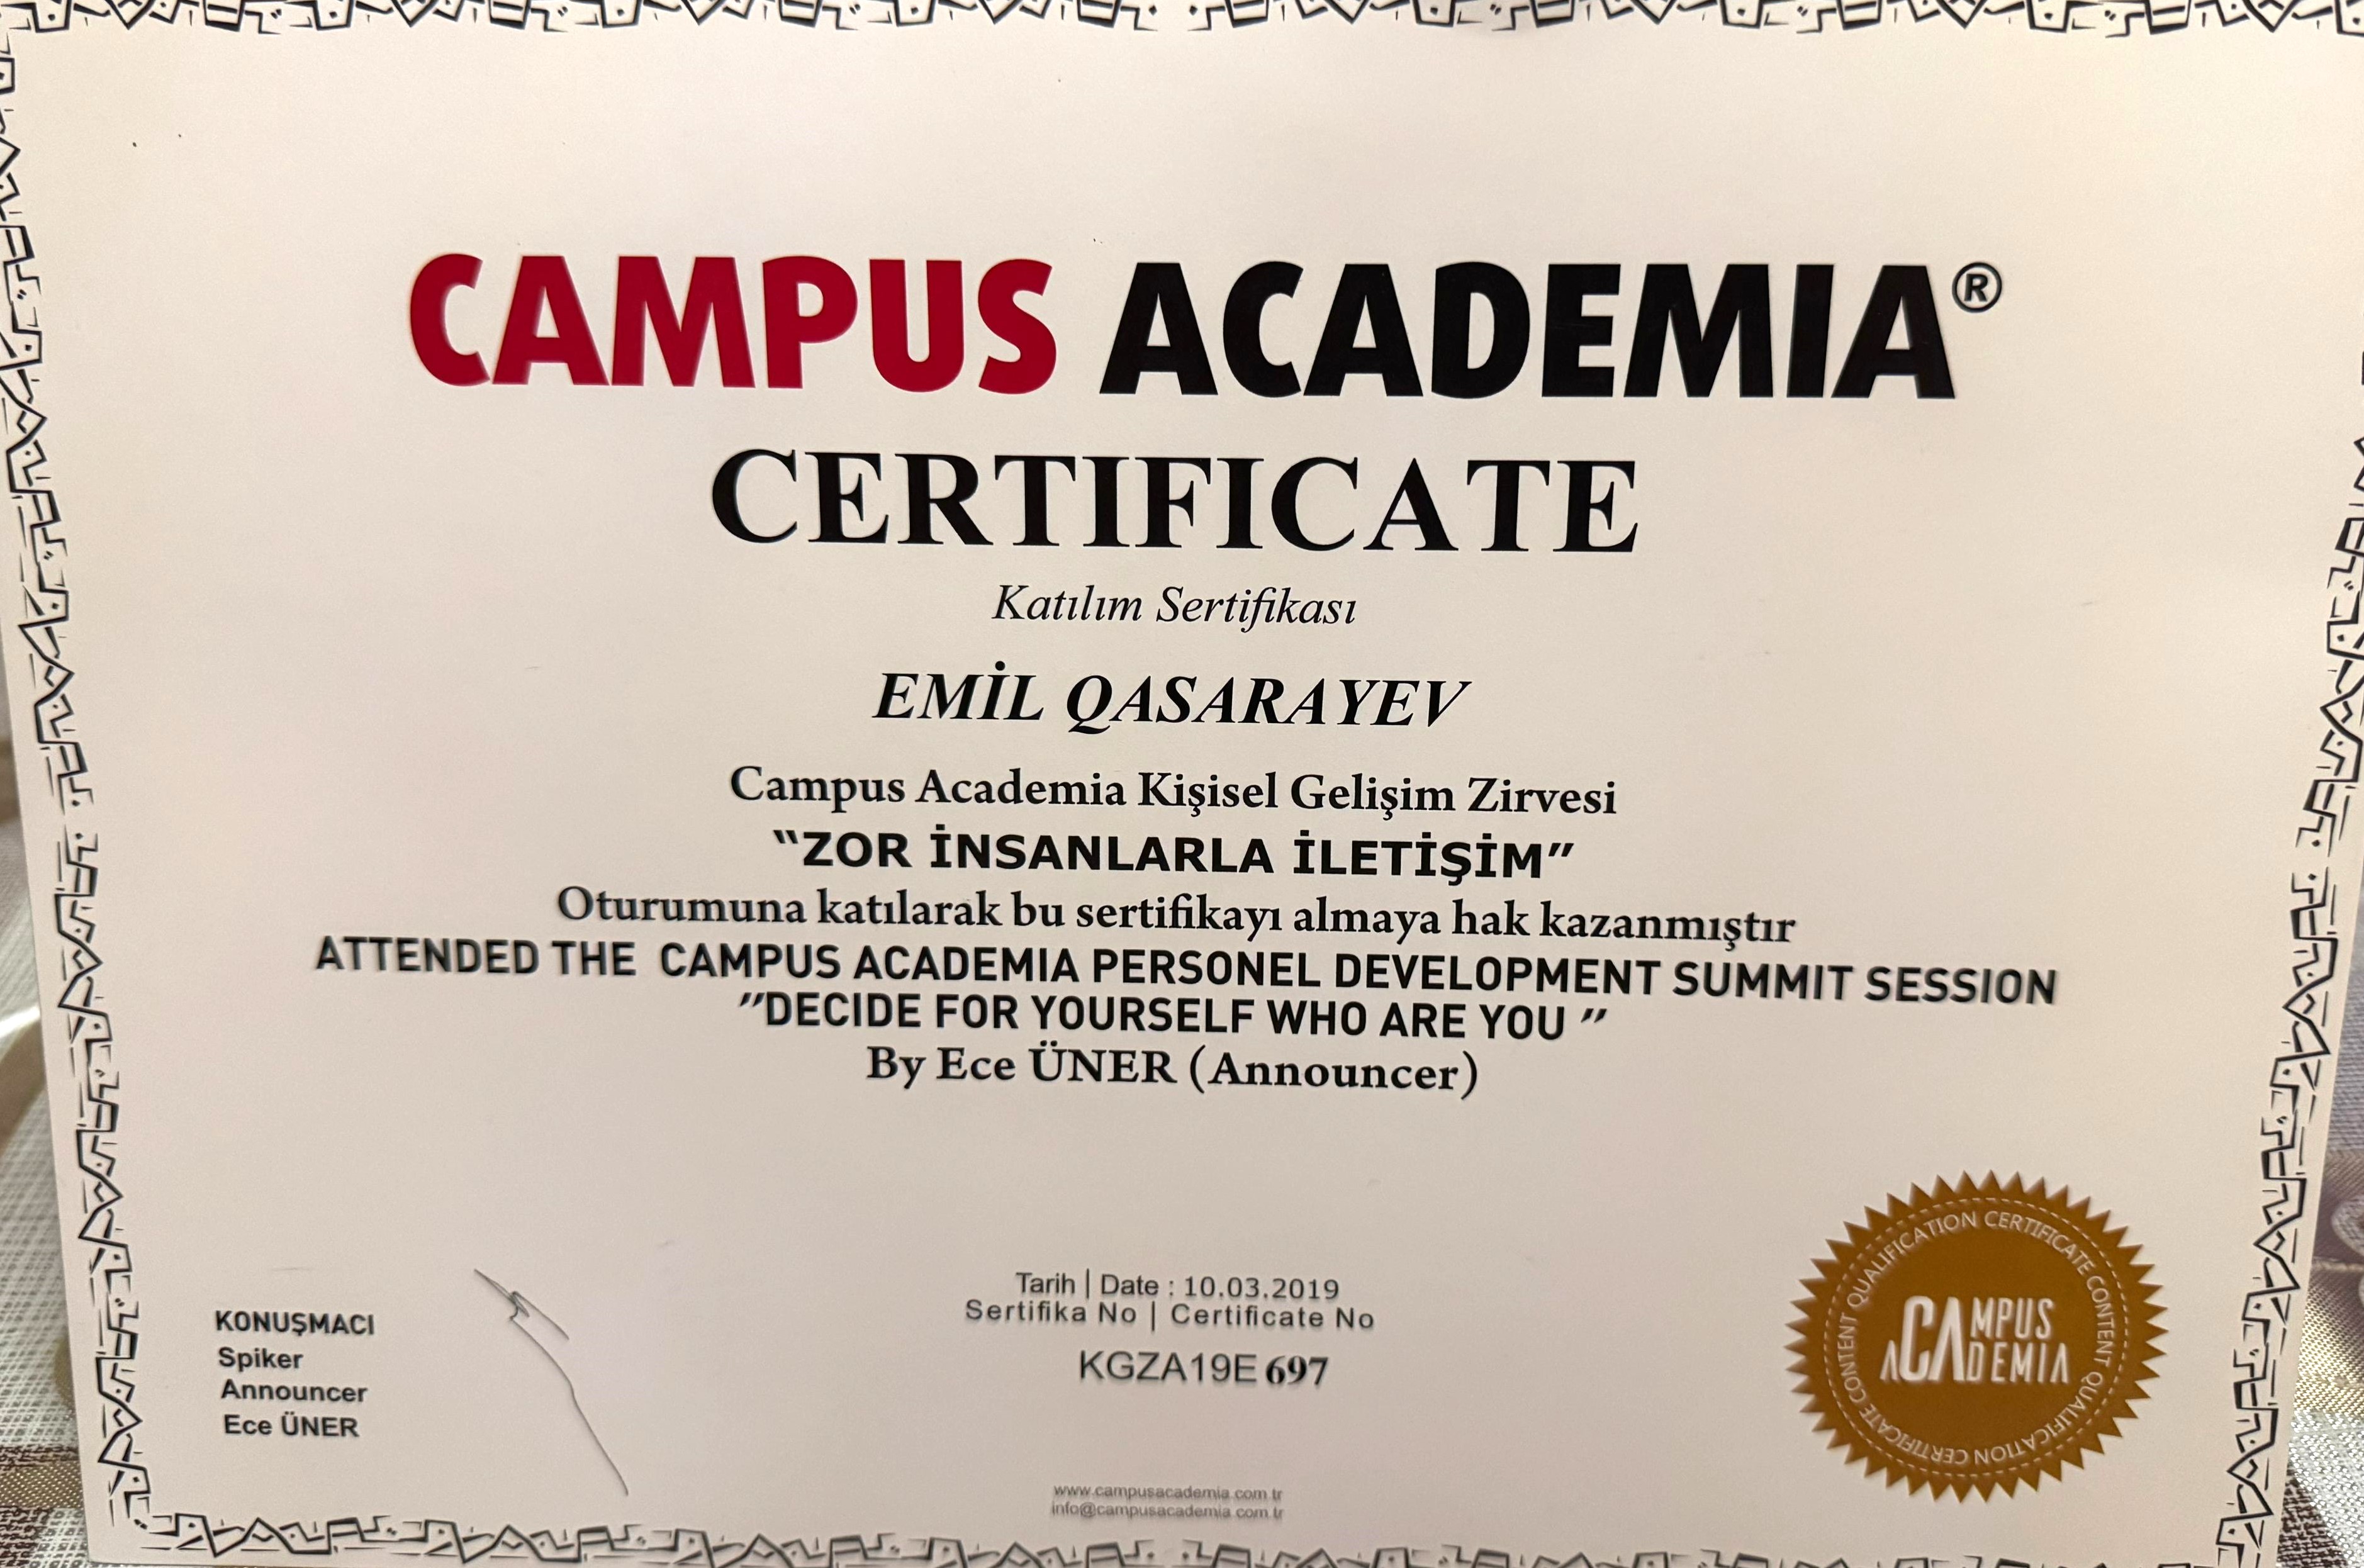 CAMPUS ACADEMIA®
CERTIFICATE
Katılım Sertifikası
EMİL QASARAYEV
Campus Academia Kişisel Gelişim Zirvesi
“ZOR İNSANLARLA İLETİŞİM”
Oturumuna katılarak bu sertifikayı almaya hak kazanmıştır
ATTENDED THE CAMPUS ACADEMIA PERSONEL DEVELOPMENT SUMMIT SESSION
"DECIDE FOR YOURSELF WHO ARE YOU "
By Ece ÜNER (Announcer)
KONUŞMACI
Spiker
Announcer
Ece ÜNER
Tarih | Date : 10.03.2019
Sertifika No | Certificate No
KGZA19E 697
www.campusacademia.com.tr
info@campusacademia.com.tr
QUALIFICATION CERTIFICATE CONTENT QUALIFICATION CERTIFICATE CONTENT
CAMPUS
ACADEMIA